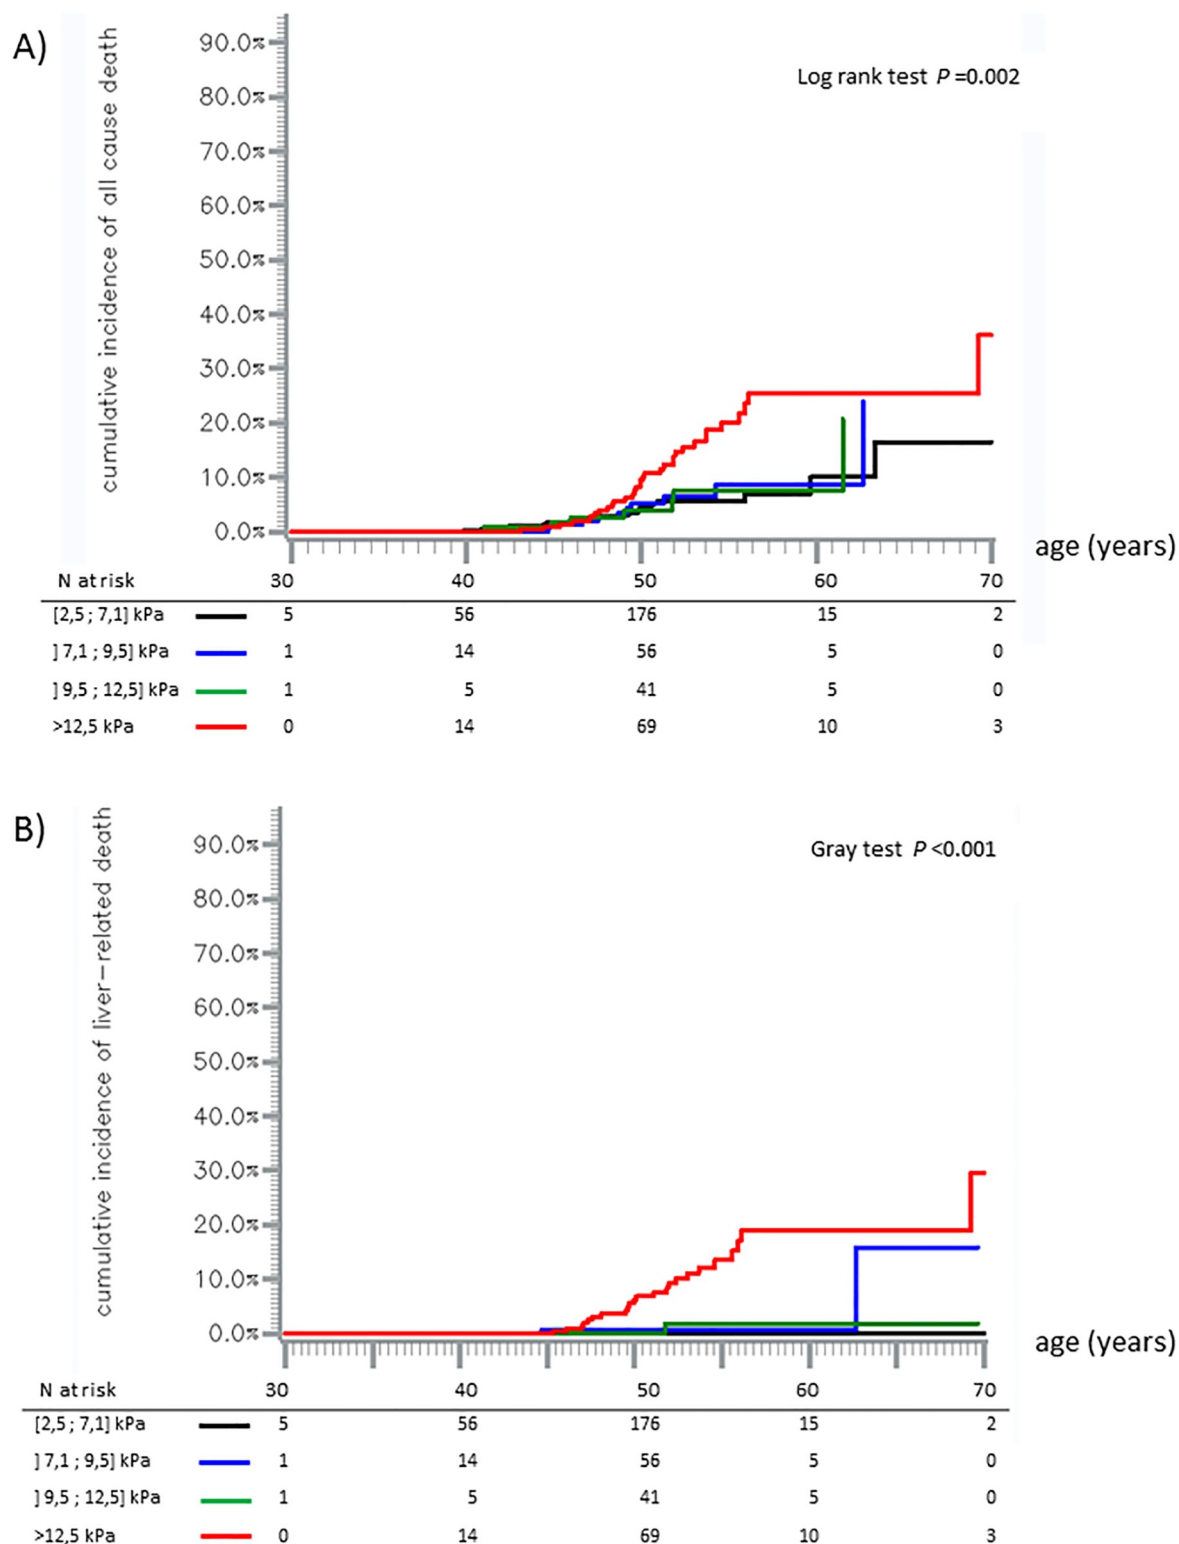 A)
cumulative incidence of all cause death
90.0%
80.0%
70.0%
60.0%
50.0%
40.0%
30.0%
20.0%
10.0%
0.0%
Log rank test P =0.002
age (years)
N at risk 30 40 50 60 70
[2,5 ; 7,1] kPa 5 56 176 15 2
] 7,1 ; 9,5] kPa 1 14 56 5 0
] 9,5 ; 12,5] kPa 1 5 41 5 0
>12,5 kPa 0 14 69 10 3
B)
cumulative incidence of liver-related death
90.0%
80.0%
70.0%
60.0%
50.0%
40.0%
30.0%
20.0%
10.0%
0.0%
Gray test P <0.001
age (years)
N at risk 30 40 50 60 70
[2,5 ; 7,1] kPa 5 56 176 15 2
] 7,1 ; 9,5] kPa 1 14 56 5 0
] 9,5 ; 12,5] kPa 1 5 41 5 0
>12,5 kPa 0 14 69 10 3